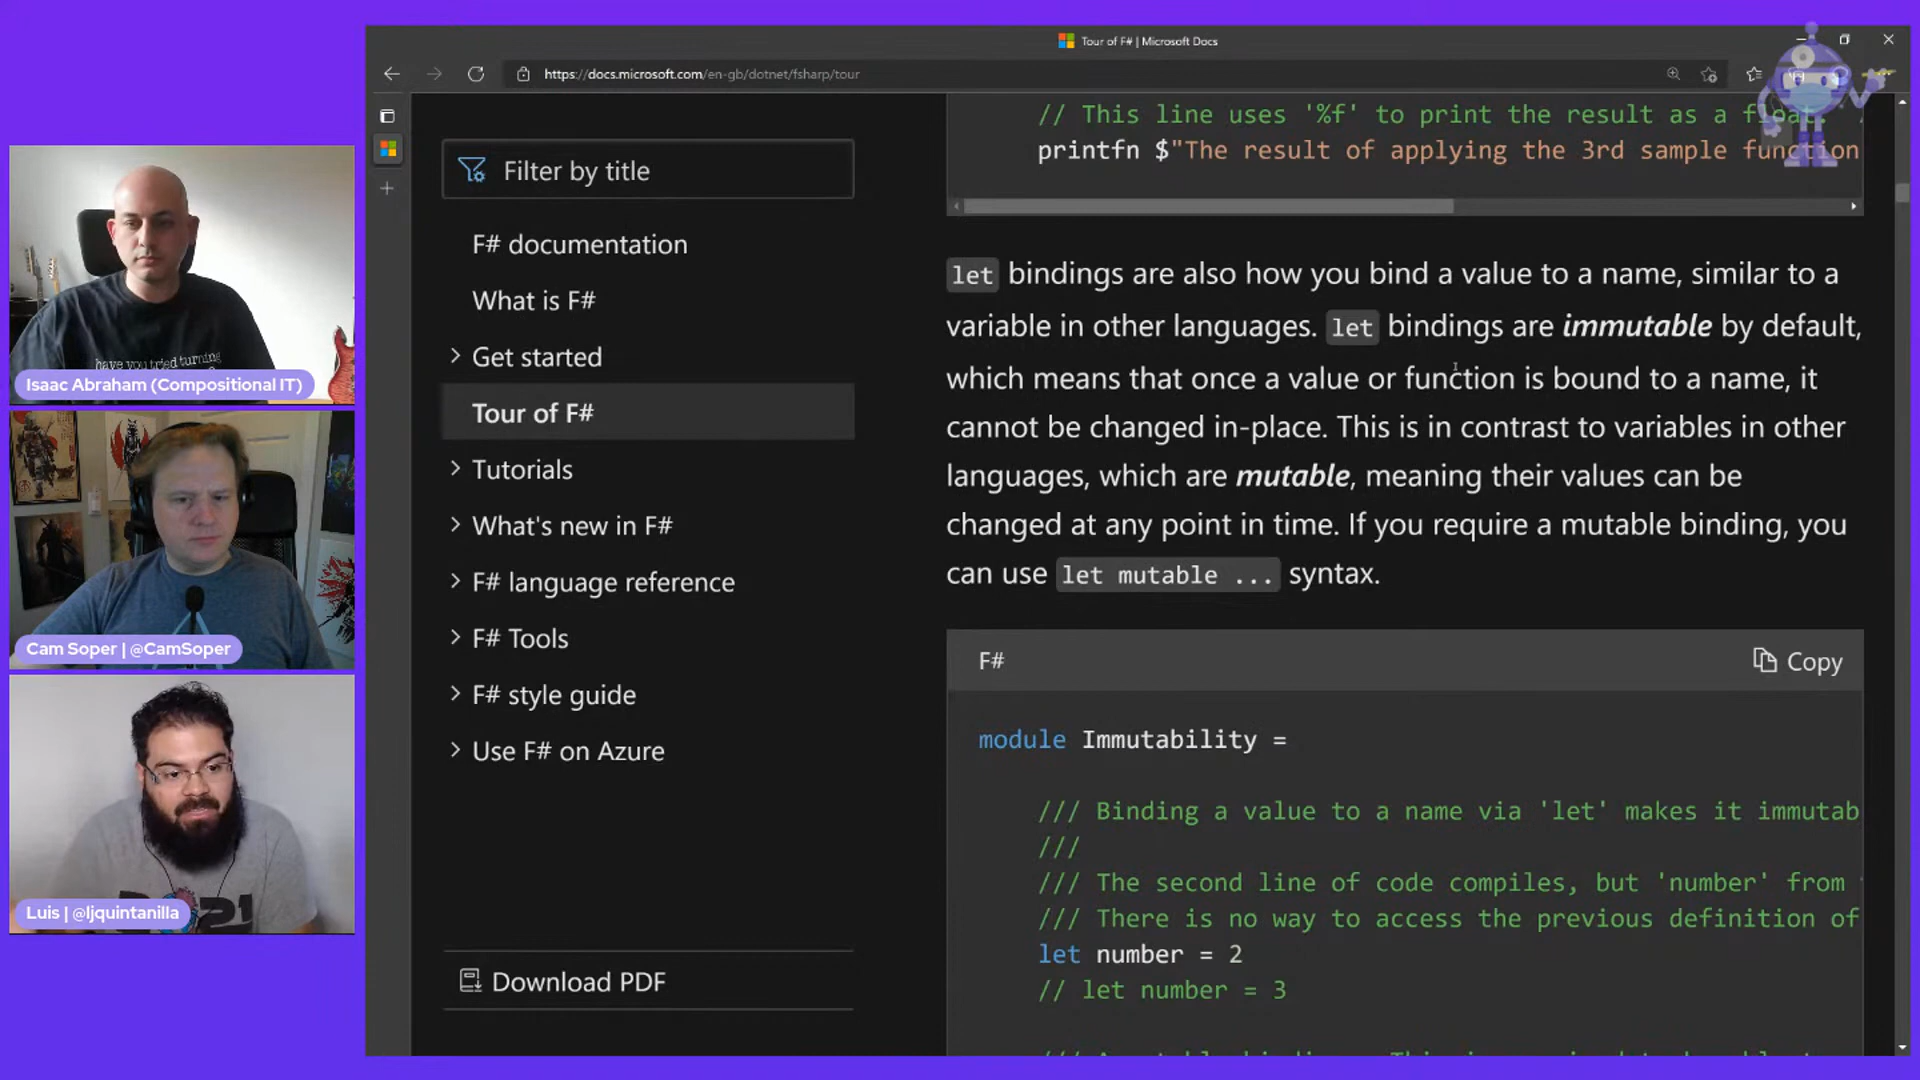 Tour of F# | Microsoft Docs
https://docs.microsoft.com/en-gb/dotnet/fsharp/tour
Filter by title
F# documentation
What is F#
Get started
Tour of F#
Tutorials
What's new in F#
F# language reference
F# Tools
F# style guide
Use F# on Azure
Download PDF
// This line uses '%f' to print the result as a float.
printfn $"The result of applying the 3rd sample function
let bindings are also how you bind a value to a name, similar to a
variable in other languages. let bindings are immutable by default,
which means that once a value or function is bound to a name, it
cannot be changed in-place. This is in contrast to variables in other
languages, which are mutable, meaning their values can be
changed at any point in time. If you require a mutable binding, you
can use let mutable ... syntax.
F#
Copy
module Immutability =
/// Binding a value to a name via 'let' makes it immutab
///
/// The second line of code compiles, but 'number' from
/// There is no way to access the previous definition of
let number = 2
// let number = 3
have you tried turning
Isaac Abraham (Compositional IT)
Cam Soper | @CamSoper
Luis | @ljquintanilla